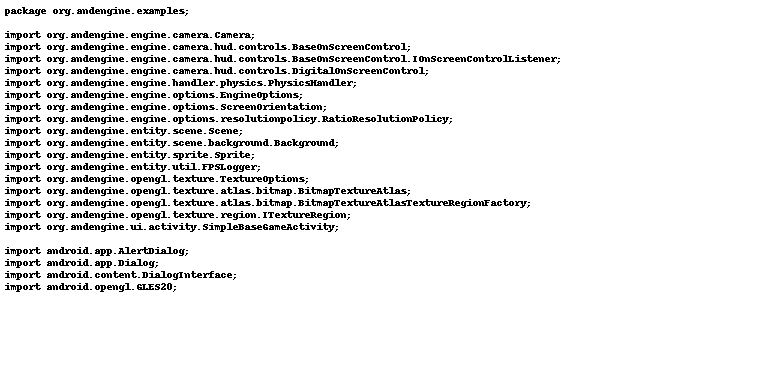 package org.andengine.examples;

import org.andengine.engine.camera.Camera;
import org.andengine.engine.camera.hud.controls.BaseOnScreenControl;
import org.andengine.engine.camera.hud.controls.BaseOnScreenControl.IOnScreenControlListener;
import org.andengine.engine.camera.hud.controls.DigitalOnScreenControl;
import org.andengine.engine.handler.physics.PhysicsHandler;
import org.andengine.engine.options.EngineOptions;
import org.andengine.engine.options.ScreenOrientation;
import org.andengine.engine.options.resolutionpolicy.RatioResolutionPolicy;
import org.andengine.entity.scene.Scene;
import org.andengine.entity.scene.background.Background;
import org.andengine.entity.sprite.Sprite;
import org.andengine.entity.util.FPSLogger;
import org.andengine.opengl.texture.TextureOptions;
import org.andengine.opengl.texture.atlas.bitmap.BitmapTextureAtlas;
import org.andengine.opengl.texture.atlas.bitmap.BitmapTextureAtlasTextureRegionFactory;
import org.andengine.opengl.texture.region.ITextureRegion;
import org.andengine.ui.activity.SimpleBaseGameActivity;

import android.app.AlertDialog;
import android.app.Dialog;
import android.content.DialogInterface;
import android.opengl.GLES20;